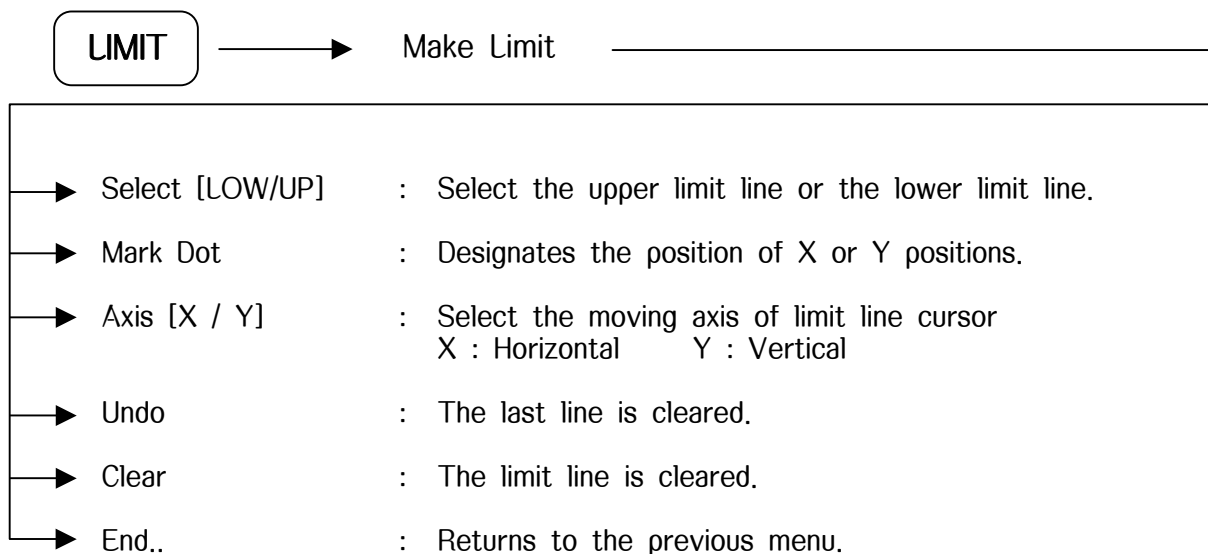 LIMIT Make Limit
Select [LOW/UP] : Select the upper limit line or the lower limit line.
Mark Dot : Designates the position of X or Y positions.
Axis [X / Y] : Select the moving axis of limit line cursor
X : Horizontal Y : Vertical
Undo : The last line is cleared.
Clear : The limit line is cleared.
End.. : Returns to the previous menu.